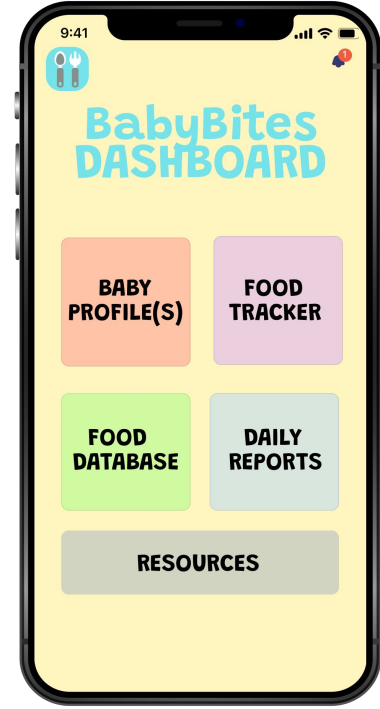 9:41
1
BabyBites
DASHBOARD
BABY
PROFILE(S)
FOOD
TRACKER
FOOD
DATABASE
DAILY
REPORTS
RESOURCES